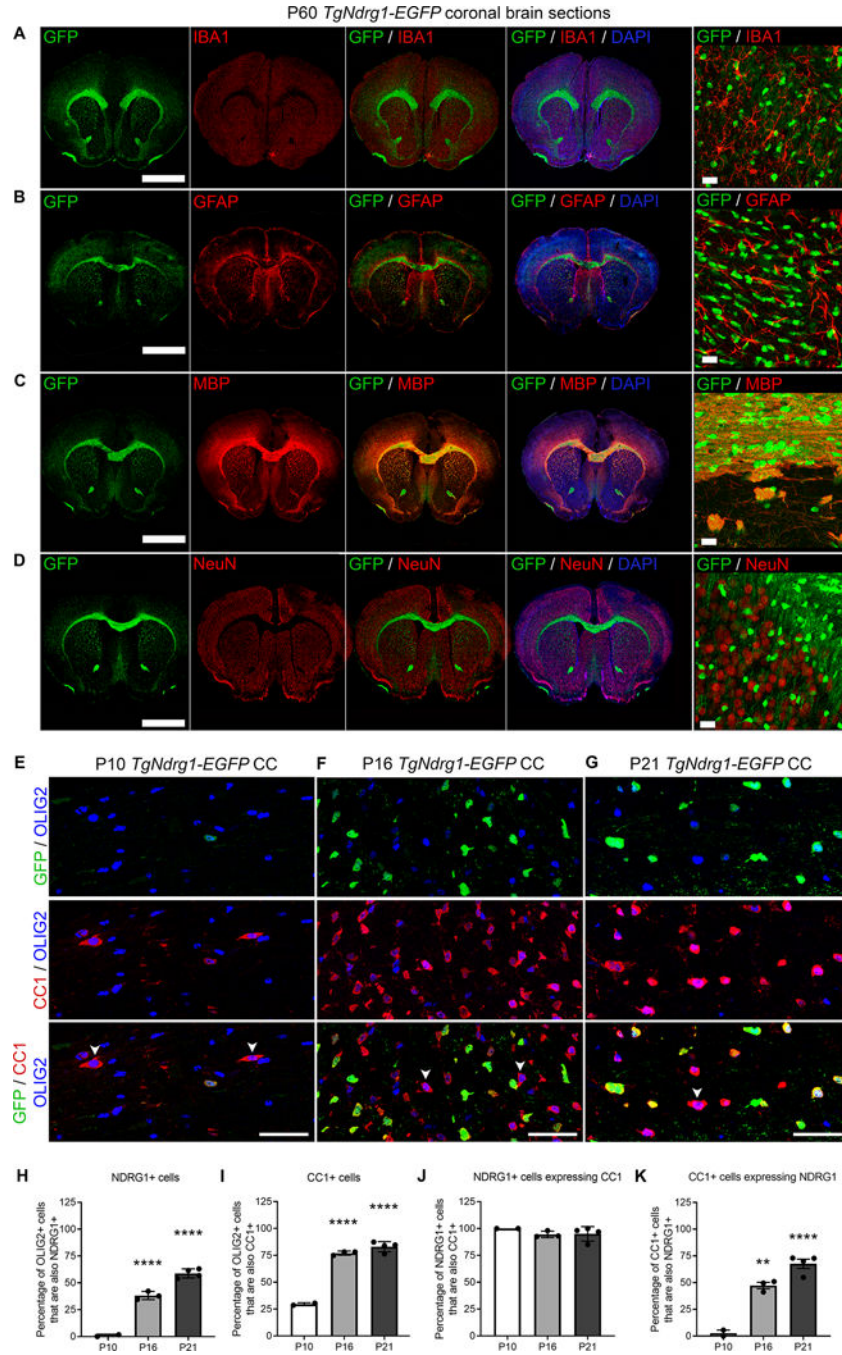 P60 TgNdrg1-EGFP coronal brain sections
A
GFP
IBA1
GFP / IBA1
GFP / IBA1 / DAPI
GFP / IBA1
B
GFP
GFAP
GFP / GFAP
GFP / GFAP / DAPI
GFP / GFAP
C
GFP
MBP
GFP / MBP
GFP / MBP / DAPI
GFP / MBP
D
GFP
NeuN
GFP / NeuN
GFP / NeuN / DAPI
GFP / NeuN
E P10 TgNdrg1-EGFP CC
F P16 TgNdrg1-EGFP CC
G P21 TgNdrg1-EGFP CC
GFP / OLIG2
CC1 / OLIG2
GFP / CC1
OLIG2
H
NDRG1+ cells
Percentage of OLIG2+ cells
that are also NDRG1+
125
100
75
50
25
0
****
****
P10 P16 P21
I
CC1+ cells
Percentage of OLIG2+ cells
that are also CC1+
125
100
75
50
25
0
****
****
P10 P16 P21
J
NDRG1+ cells expressing CC1
Percentage of NDRG1+ cells
that are also CC1+
125
100
75
50
25
0
P10 P16 P21
K
CC1+ cells expressing NDRG1
Percentage of CC1+ cells
that are also NDRG1+
125
100
75
50
25
0
**
****
P10 P16 P21